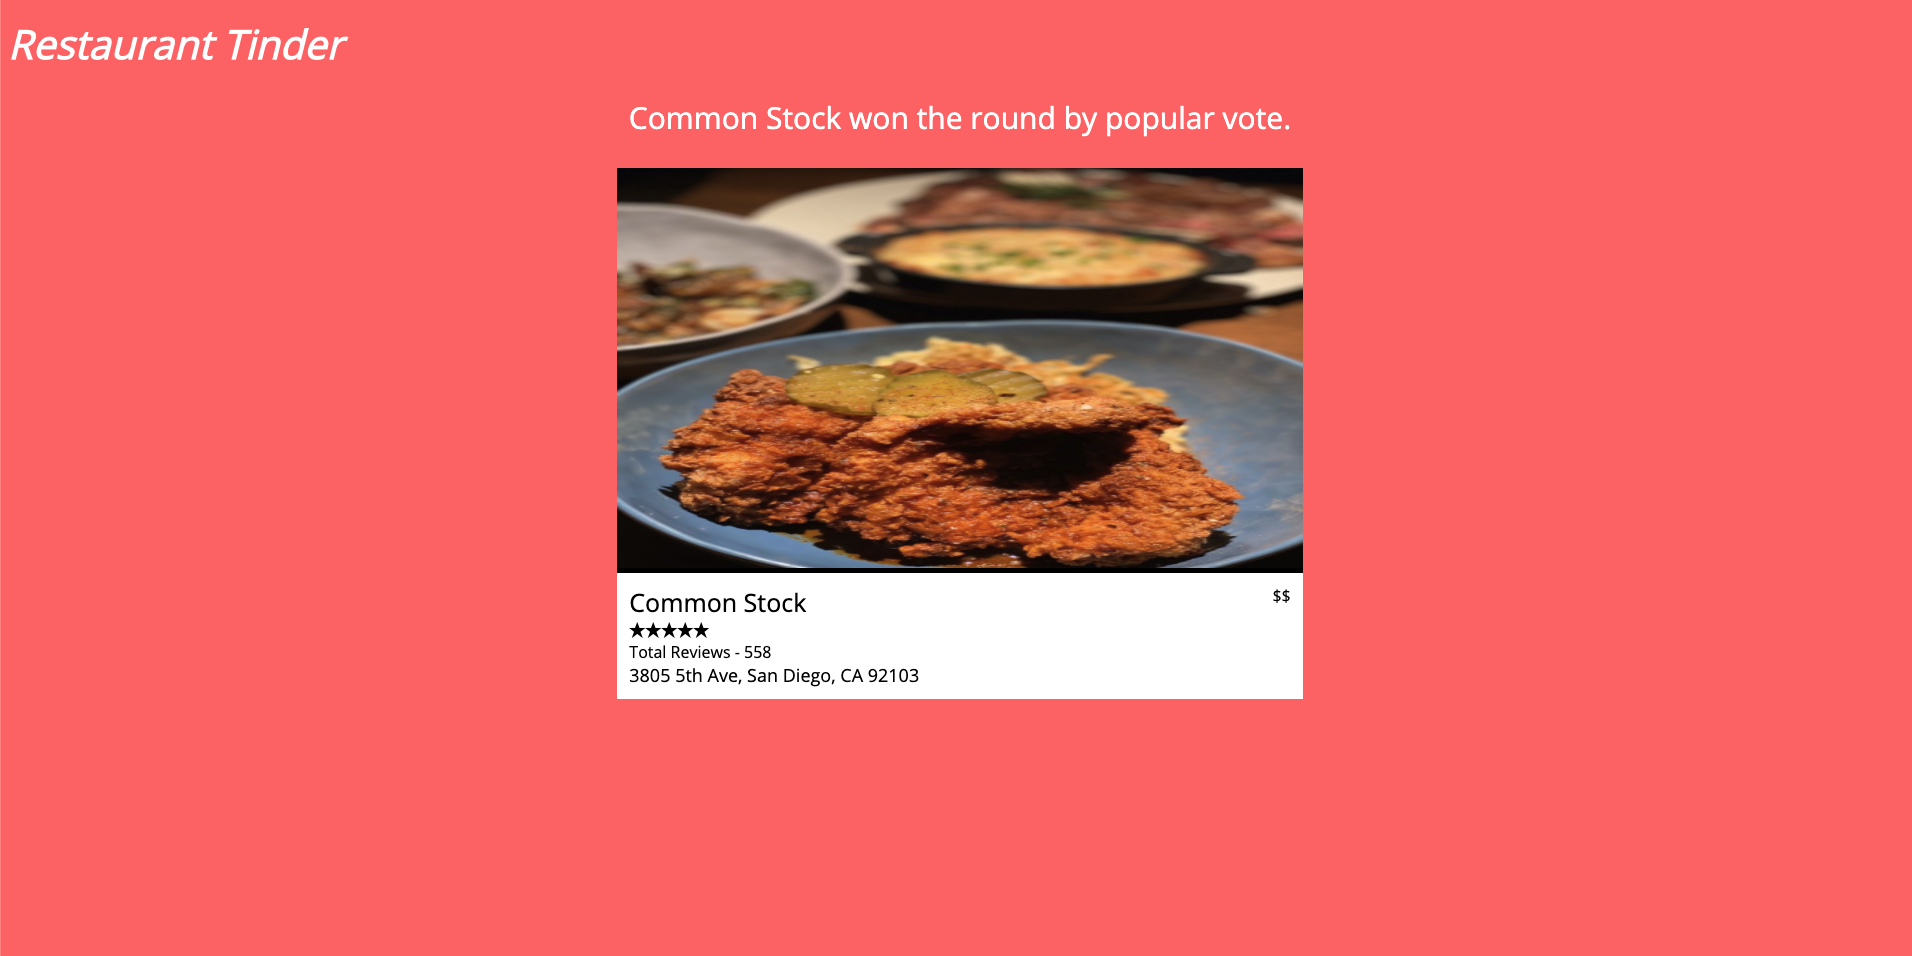 Restaurant Tinder
Common Stock won the round by popular vote.
Common Stock
$$
★★★★★
Total Reviews - 558
3805 5th Ave, San Diego, CA 92103